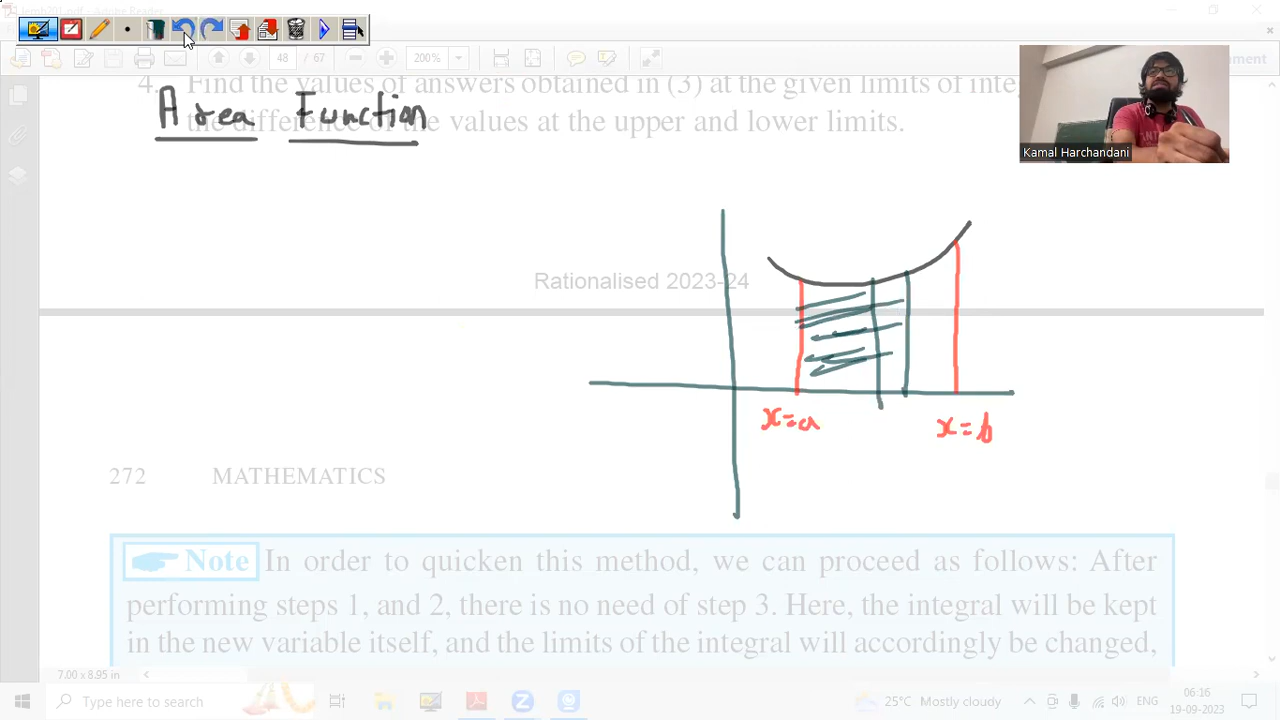 iemh201.pdf - Adobe Reader
48 / 67
200%
4. Find the values of answers obtained in (3) at the given limits of integ
the difference of the values at the upper and lower limits.
Area Function
Kamal Harchandani
Rationalised 2023-24
x=a
x=b
272 MATHEMATICS
Note In order to quicken this method, we can proceed as follows: After
performing steps 1, and 2, there is no need of step 3. Here, the integral will be kept
in the new variable itself, and the limits of the integral will accordingly be changed,
7.00 x 8.95 in
Type here to search
25°C Mostly cloudy
ENG
06:16
19-09-2023